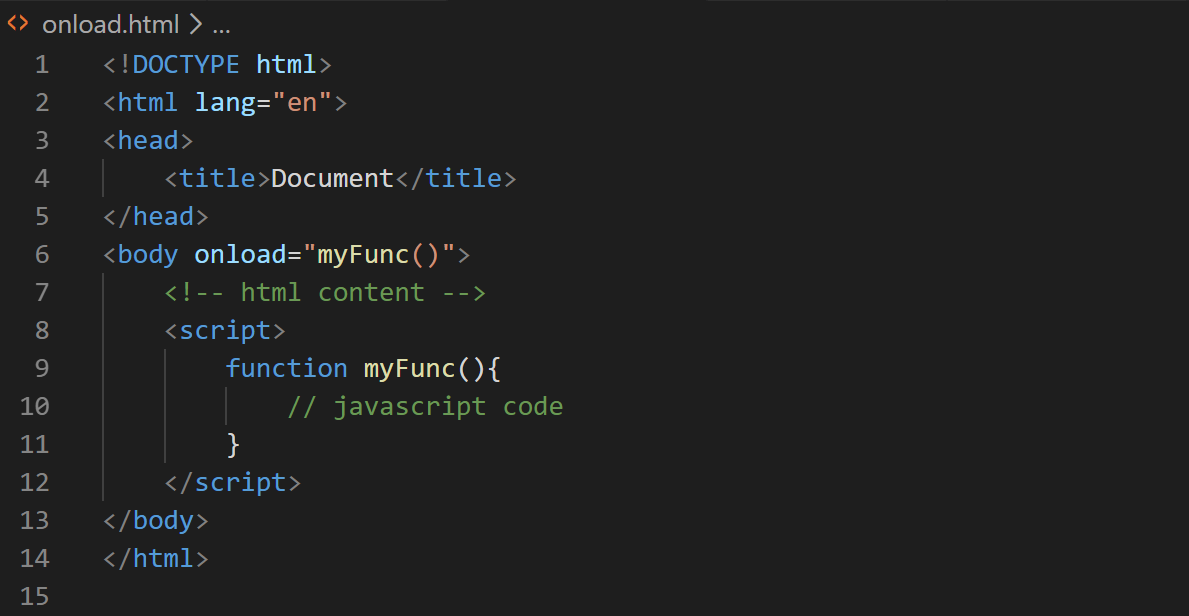 onload.html > ...
1 <!DOCTYPE html>
2 <html lang="en">
3 <head>
4     <title>Document</title>
5 </head>
6 <body onload="myFunc()">
7     <!-- html content -->
8     <script>
9         function myFunc(){
10             // javascript code
11         }
12     </script>
13 </body>
14 </html>
15